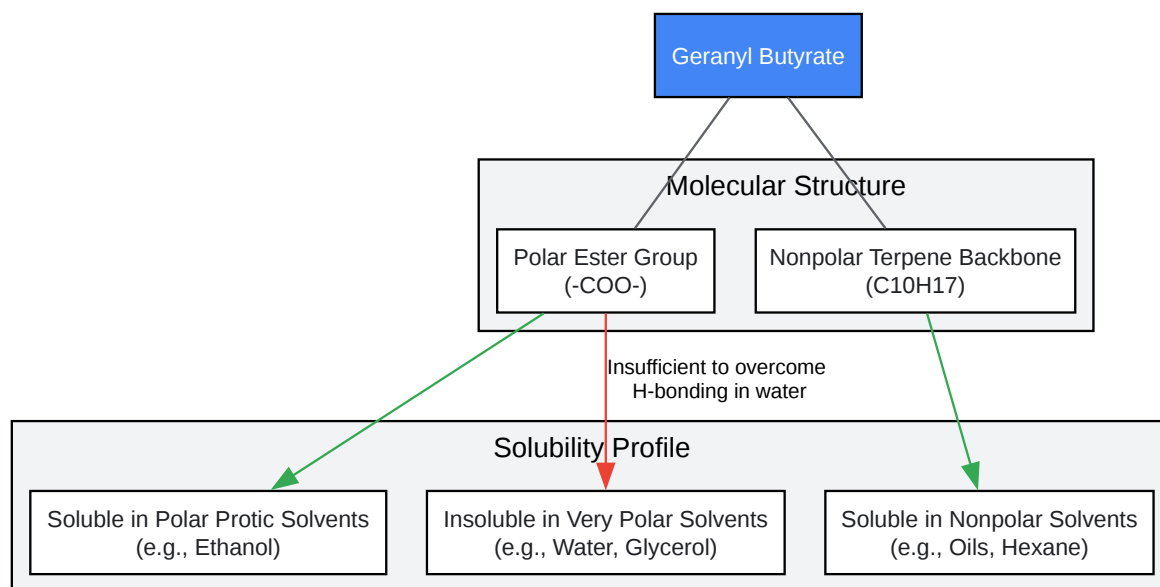 Geranyl Butyrate
Molecular Structure
Polar Ester Group
(-COO-)
Nonpolar Terpene Backbone
(C10H17)
Insufficient to overcome
H-bonding in water
Solubility Profile
Soluble in Polar Protic Solvents
(e.g., Ethanol)
Insoluble in Very Polar Solvents
(e.g., Water, Glycerol)
Soluble in Nonpolar Solvents
(e.g., Oils, Hexane)